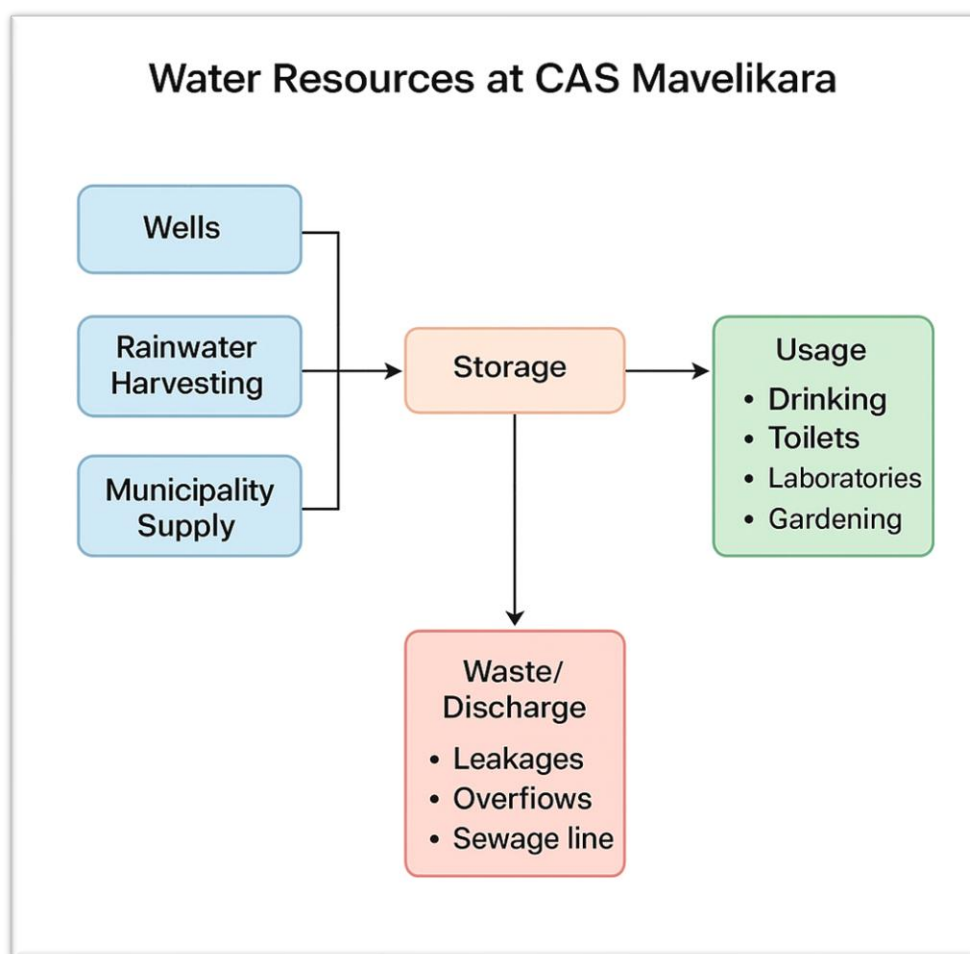 Water Resources at CAS Mavelikara
Wells
Rainwater
Harvesting
Municipality
Supply
Storage
Usage
• Drinking
• Toilets
• Laboratories
• Gardening
Waste/
Discharge
• Leakages
• Overfiows
• Sewage line